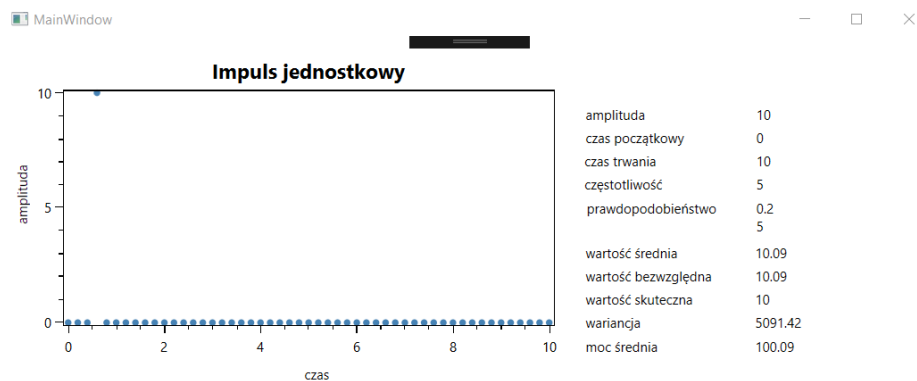 MainWindow
Impuls jednostkowy
10
5
0
amplituda
0 2 4 6 8 10
czas
amplituda 10
czas początkowy 0
czas trwania 10
częstotliwość 5
prawdopodobieństwo 0.2
5
wartość średnia 10.09
wartość bezwzględna 10.09
wartość skuteczna 10
wariancja 5091.42
moc średnia 100.09